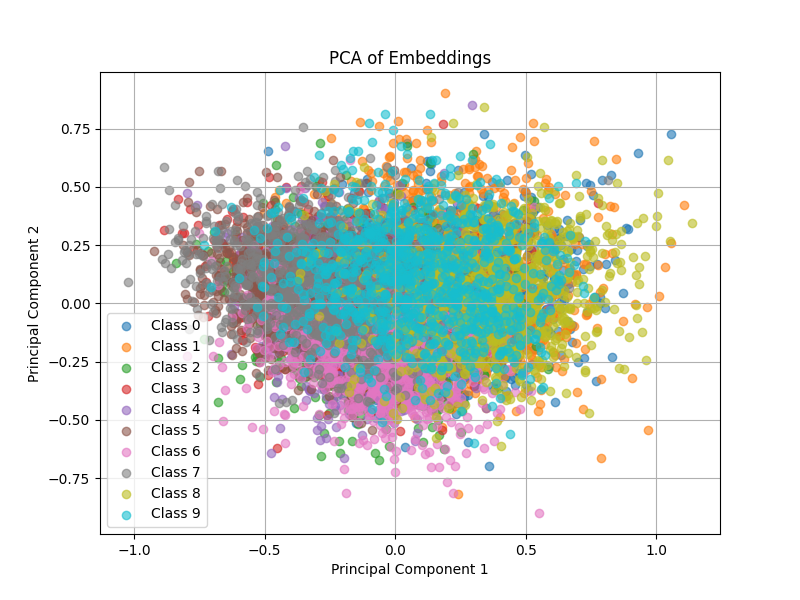 PCA of Embeddings
Principal Component 2
0.75
0.50
0.25
0.00
−0.25
−0.50
−0.75
Class 0
Class 1
Class 2
Class 3
Class 4
Class 5
Class 6
Class 7
Class 8
Class 9
−1.0 −0.5 0.0 0.5 1.0
Principal Component 1